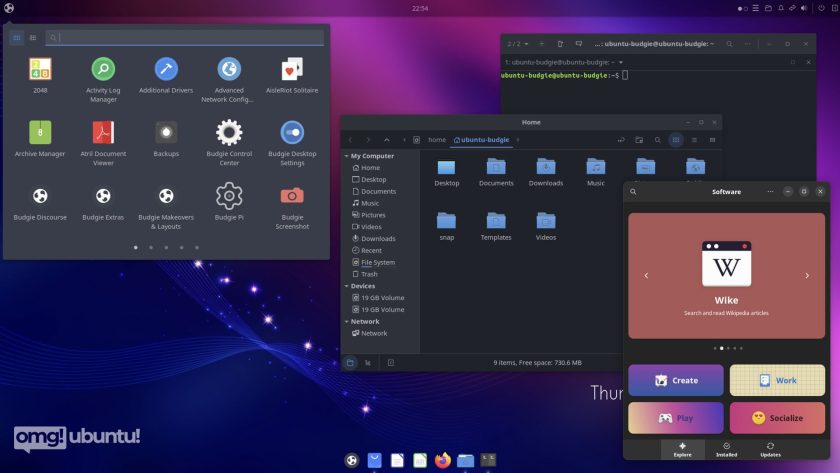 22:54
2048
Activity Log
Manager
Additional Drivers
Advanced
Network Config...
AisleRiot Solitaire
Archive Manager
Atril Document
Viewer
Backups
Budgie Control
Center
Budgie Desktop
Settings
Budgie Discourse
Budgie Extras
Budgie Makeovers
& Layouts
Budgie Pi
Budgie
Screenshot
2 / 2
...: ubuntu-budgie@ubuntu-budgie: ~
1: ubuntu-budgie@ubuntu-budgie: ~
ubuntu-budgie@ubuntu-budgie:~$
Home
home
ubuntu-budgie
My Computer
Home
Desktop
Documents
Music
Pictures
Videos
Downloads
Recent
File System
Trash
Devices
19 GB Volume
19 GB Volume
Network
Network
Desktop
Documents
Downloads
Music
snap
Templates
Videos
9 items, Free space: 730.6 MB
Software
W
Wike
Search and read Wikipedia articles
Create
Work
Play
Socialize
Explore
Installed
Updates
Thur
omg! ubuntu!